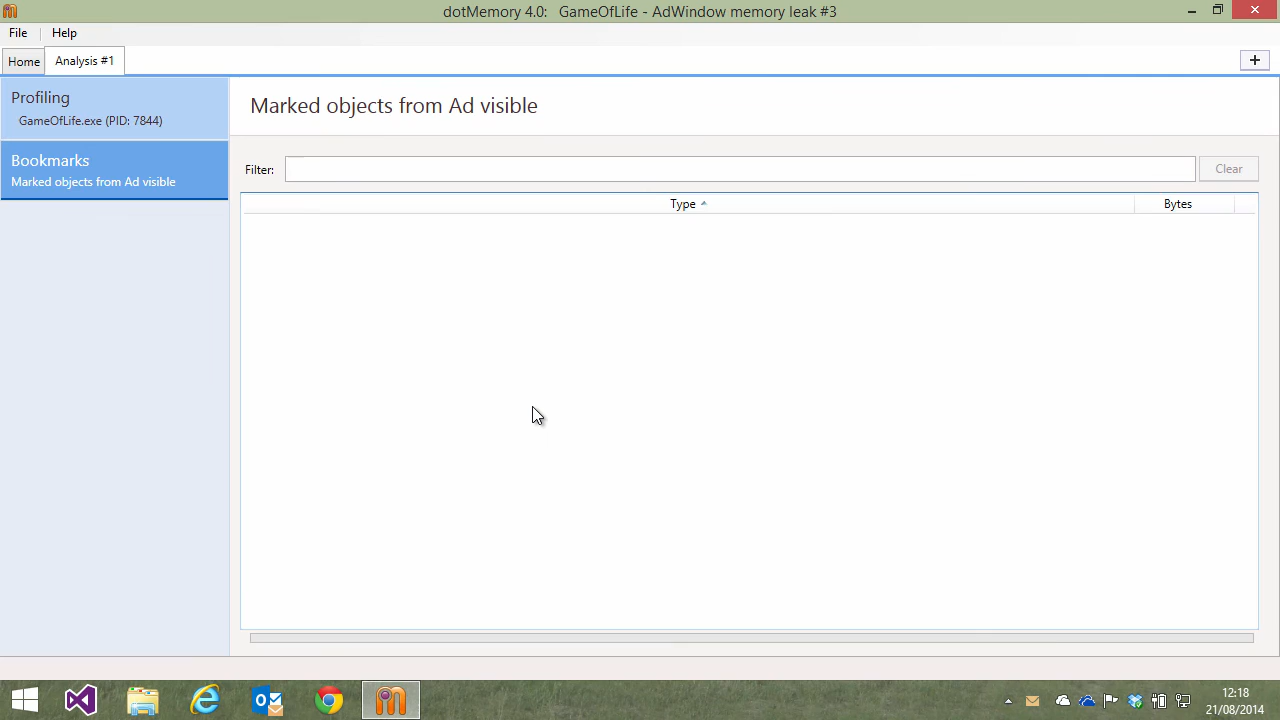 dotMemory 4.0: GameOfLife - AdWindow memory leak #3
File
Help
Home
Analysis #1
Profiling
GameOfLife.exe (PID: 7844)
Bookmarks
Marked objects from Ad visible
Marked objects from Ad visible
Filter:
Clear
Type
Bytes
12:18
21/08/2014